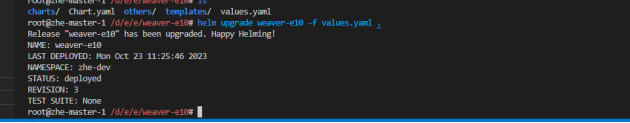 root@zhe-master-1 /d/e/e/weaver-e10# ls
charts/ Chart.yaml others/ templates/ values.yaml
root@zhe-master-1 /d/e/e/weaver-e10# helm upgrade weaver-e10 -f values.yaml .
Release "weaver-e10" has been upgraded. Happy Helming!
NAME: weaver-e10
LAST DEPLOYED: Mon Oct 23 11:25:46 2023
NAMESPACE: zhe-dev
STATUS: deployed
REVISION: 3
TEST SUITE: None
root@zhe-master-1 /d/e/e/weaver-e10#